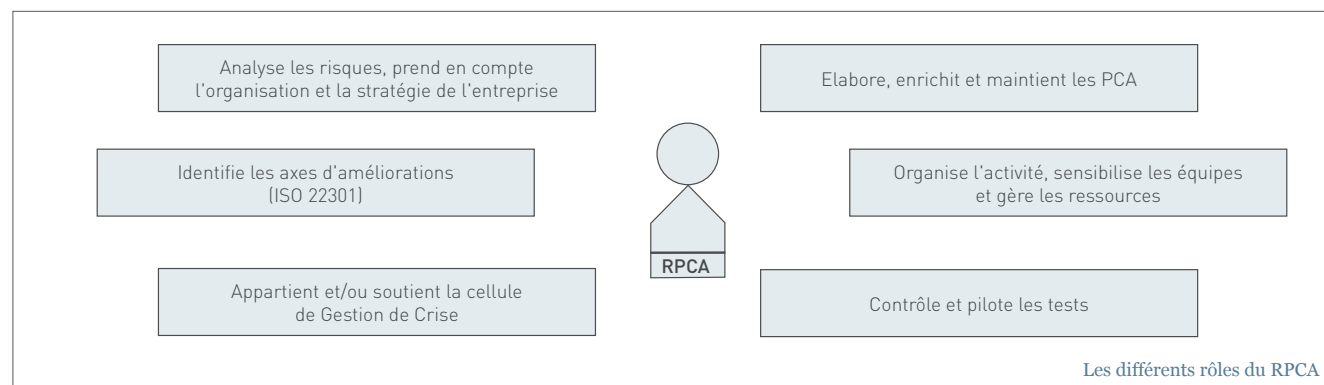 Analyse les risques, prend en compte
l'organisation et la stratégie de l'entreprise
Elabore, enrichit et maintient les PCA
Identifie les axes d'améliorations
(ISO 22301)
Organise l'activité, sensibilise les équipes
et gère les ressources
RPCA
Appartient et/ou soutient la cellule
de Gestion de Crise
Contrôle et pilote les tests
Les différents rôles du RPCA